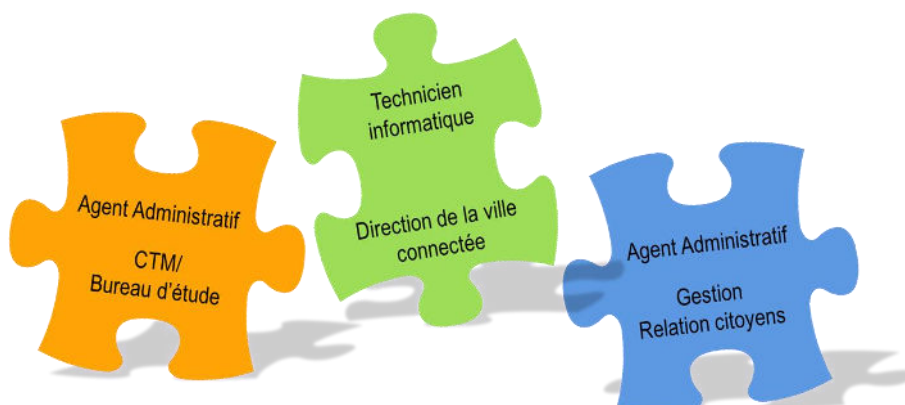 Agent Administratif
CTM/
Bureau d'étude
Technicien
informatique
Direction de la ville
connectée
Agent Administratif
Gestion
Relation citoyens